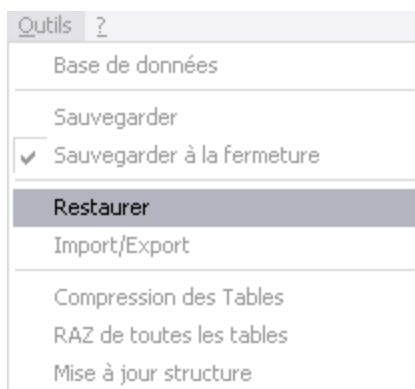 Outils ?
Base de données
Sauvegarder
Sauvegarder à la fermeture
Restaurer
Import/Export
Compression des Tables
RAZ de toutes les tables
Mise à jour structure